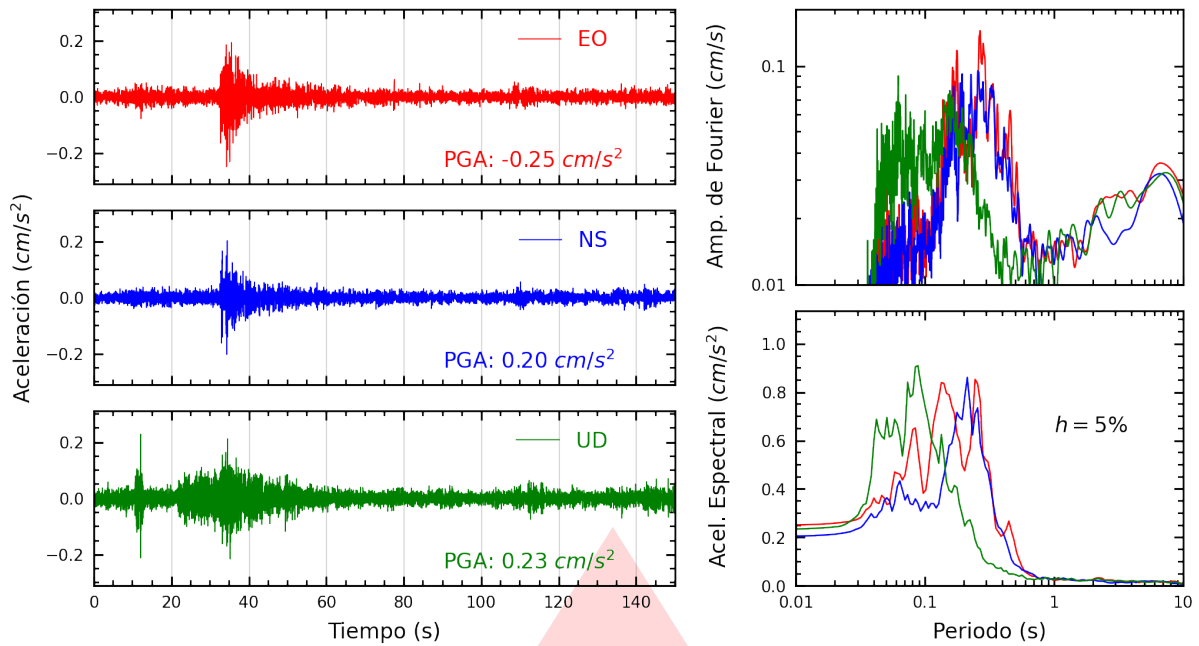 Aceleración (cm/s²)
0.2
0.0
−0.2
EO
PGA: -0.25 cm/s²
0.2
0.0
−0.2
NS
PGA: 0.20 cm/s²
0.2
0.0
−0.2
UD
PGA: 0.23 cm/s²
0 20 40 60 80 100 120 140
Tiempo (s)
Amp. de Fourier (cm/s)
0.1
0.01
Acel. Espectral (cm/s²)
1.0
0.8
0.6
0.4
0.2
0.0
h = 5%
0.01 0.1 1 10
Periodo (s)